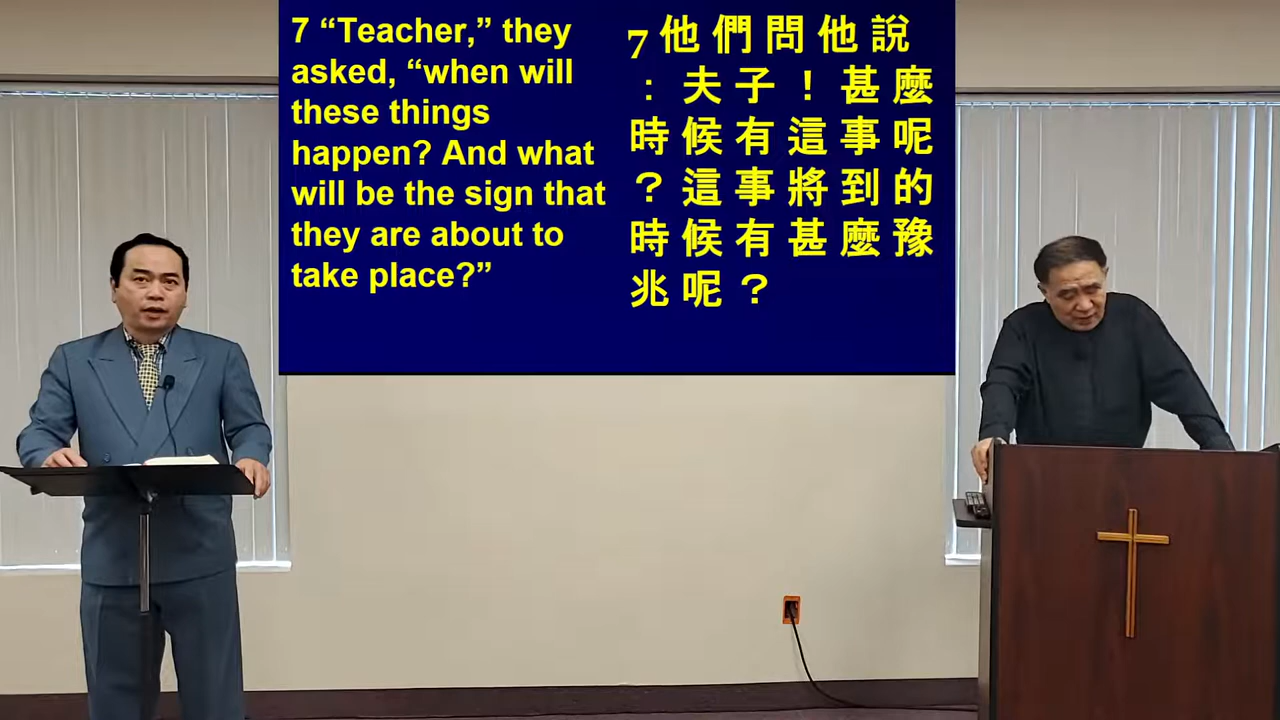 7 “Teacher,” they
asked, “when will
these things
happen? And what
will be the sign that
they are about to
take place?”
7 他們問他說
：夫子！甚麼
時候有這事呢
？這事將到的
時候有甚麼豫
兆呢？